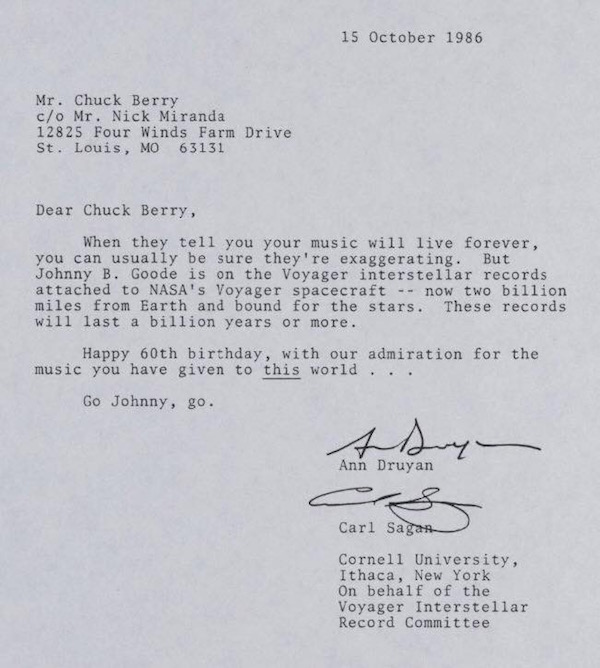 15 October 1986
Mr. Chuck Berry
c/o Mr. Nick Miranda
12825 Four Winds Farm Drive
St. Louis, MO  63131
Dear Chuck Berry,
When they tell you your music will live forever,
you can usually be sure they're exaggerating.  But
Johnny B. Goode is on the Voyager interstellar records
attached to NASA's Voyager spacecraft -- now two billion
miles from Earth and bound for the stars.  These records
will last a billion years or more.
Happy 60th birthday, with our admiration for the
music you have given to this world . . .
Go Johnny, go.
Ann Druyan
Carl Sagan
Cornell University,
Ithaca, New York
On behalf of the
Voyager Interstellar
Record Committee